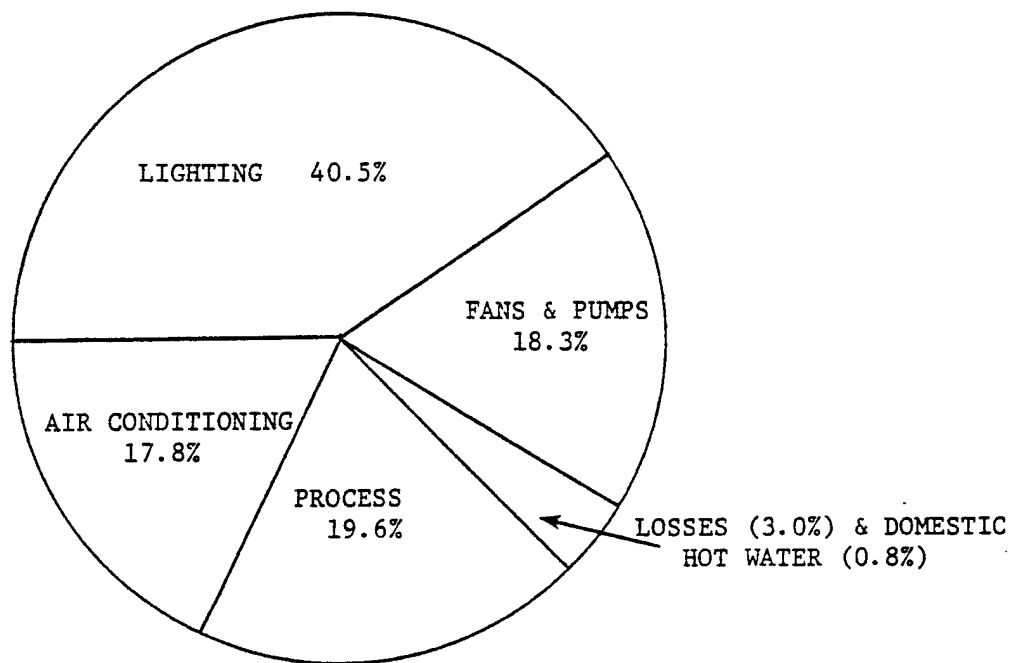 LIGHTING 40.5%
FANS & PUMPS
18.3%
AIR CONDITIONING
17.8%
PROCESS
19.6%
LOSSES (3.0%) & DOMESTIC
HOT WATER (0.8%)